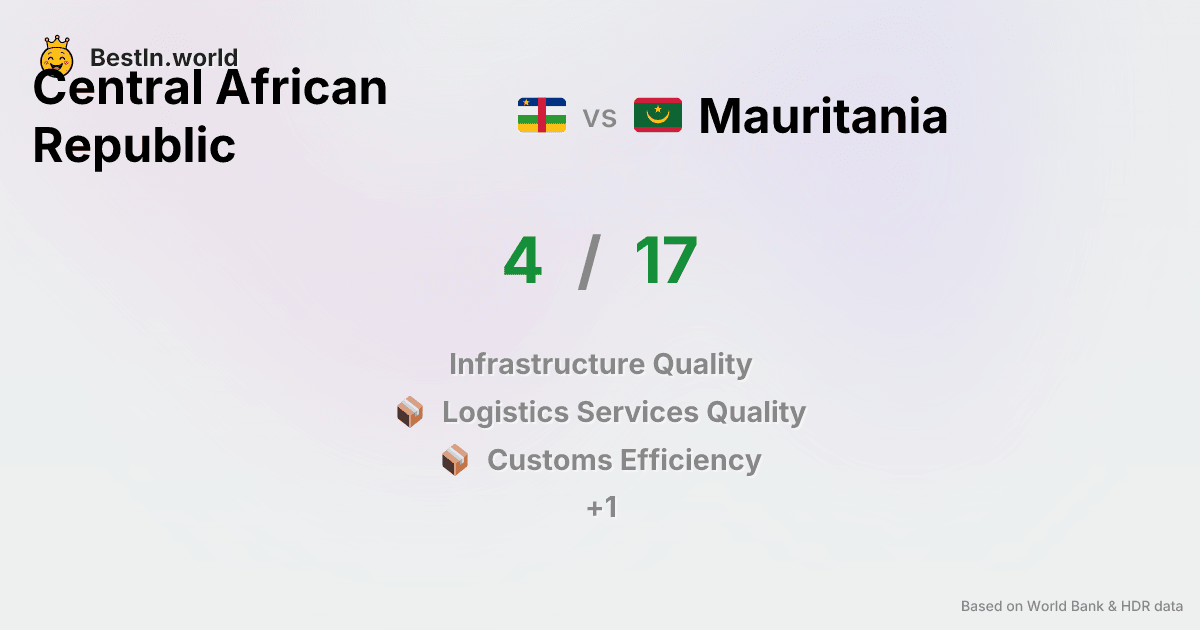 BestIn.world
Central African
Republic
vs
Mauritania
4 / 17
Infrastructure Quality
Logistics Services Quality
Customs Efficiency
+1
Based on World Bank & HDR data